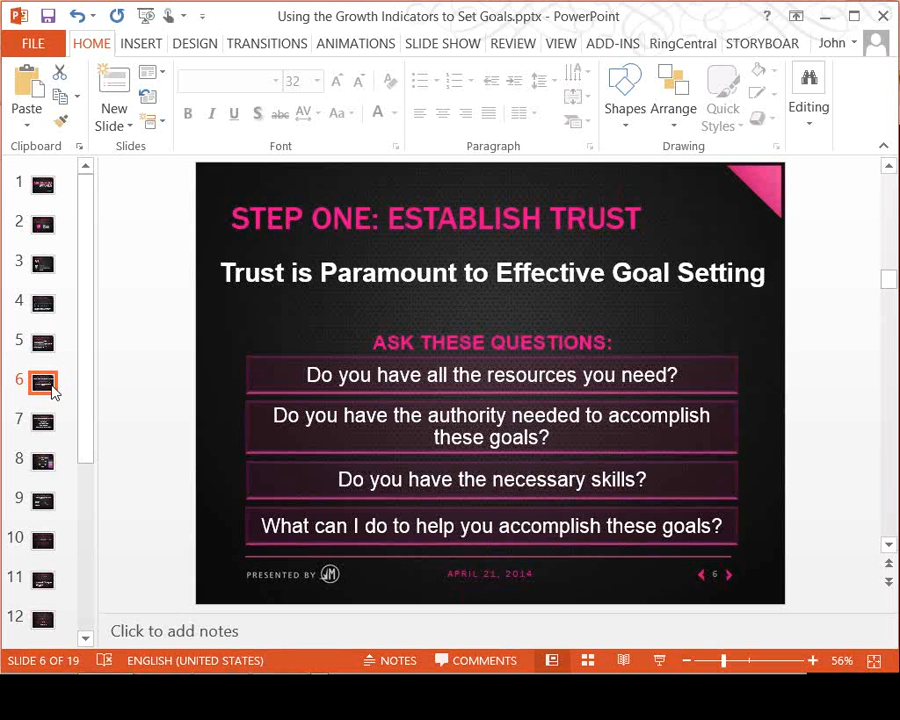 Using the Growth Indicators to Set Goals.pptx - PowerPoint
?
FILE HOME INSERT DESIGN TRANSITIONS ANIMATIONS SLIDE SHOW REVIEW VIEW ADD-INS RingCentral STORYBOAR John
Paste
Clipboard
New
Slide
Slides
32
B I U S abc AV Aa A
Font
Paragraph
Shapes
Arrange
Quick
Styles
Drawing
Editing
1
2
3
4
5
6
7
8
9
10
11
12
STEP ONE: ESTABLISH TRUST
Trust is Paramount to Effective Goal Setting
ASK THESE QUESTIONS:
Do you have all the resources you need?
Do you have the authority needed to accomplish
these goals?
Do you have the necessary skills?
What can I do to help you accomplish these goals?
PRESENTED BY JM
APRIL 21, 2014
6
Click to add notes
SLIDE 6 OF 19 ENGLISH (UNITED STATES) NOTES COMMENTS 56%